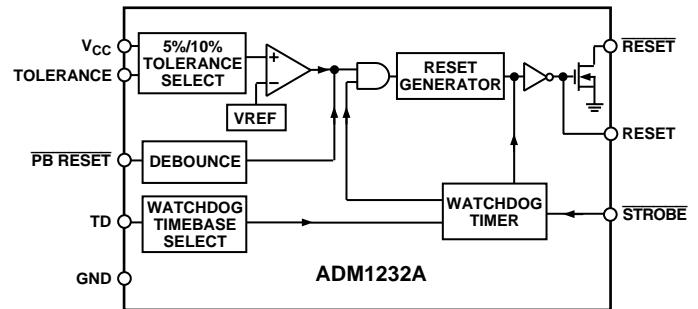 VCC
TOLERANCE
5%/10%
TOLERANCE
SELECT
+
−
VREF
RESET
GENERATOR
RESET
RESET
PB RESET
DEBOUNCE
TD
WATCHDOG
TIMEBASE
SELECT
WATCHDOG
TIMER
STROBE
GND
ADM1232A